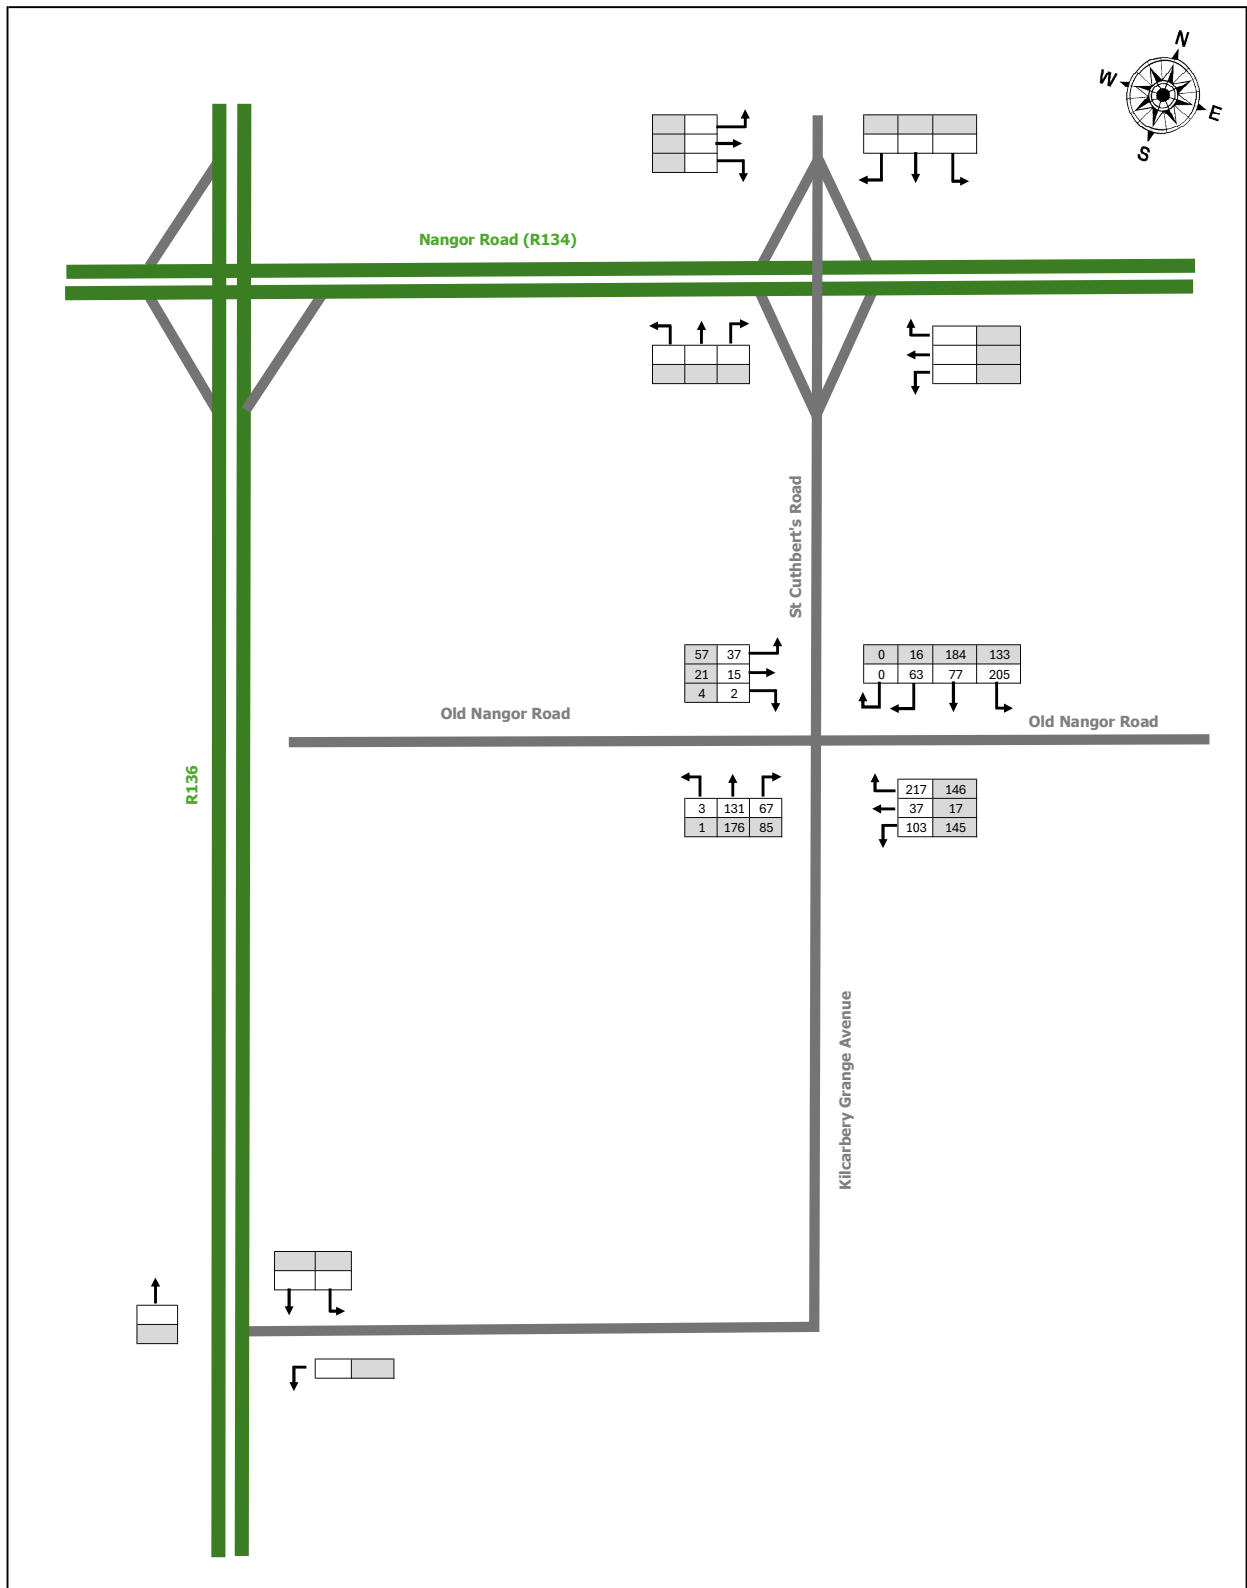 N
W
E
S
Nangor Road (R134)
St Cuthbert's Road
57 37
21 15
4 2
0 16 184 133
0 63 77 205
Old Nangor Road
Old Nangor Road
R136
3 131 67
1 176 85
217 146
37 17
103 145
Kilcarbery Grange Avenue